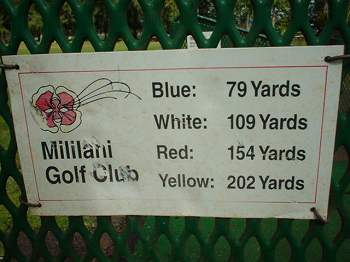 Blue: 79 Yards
White: 109 Yards
Mililani Red: 154 Yards
Golf Club Yellow: 202 Yards